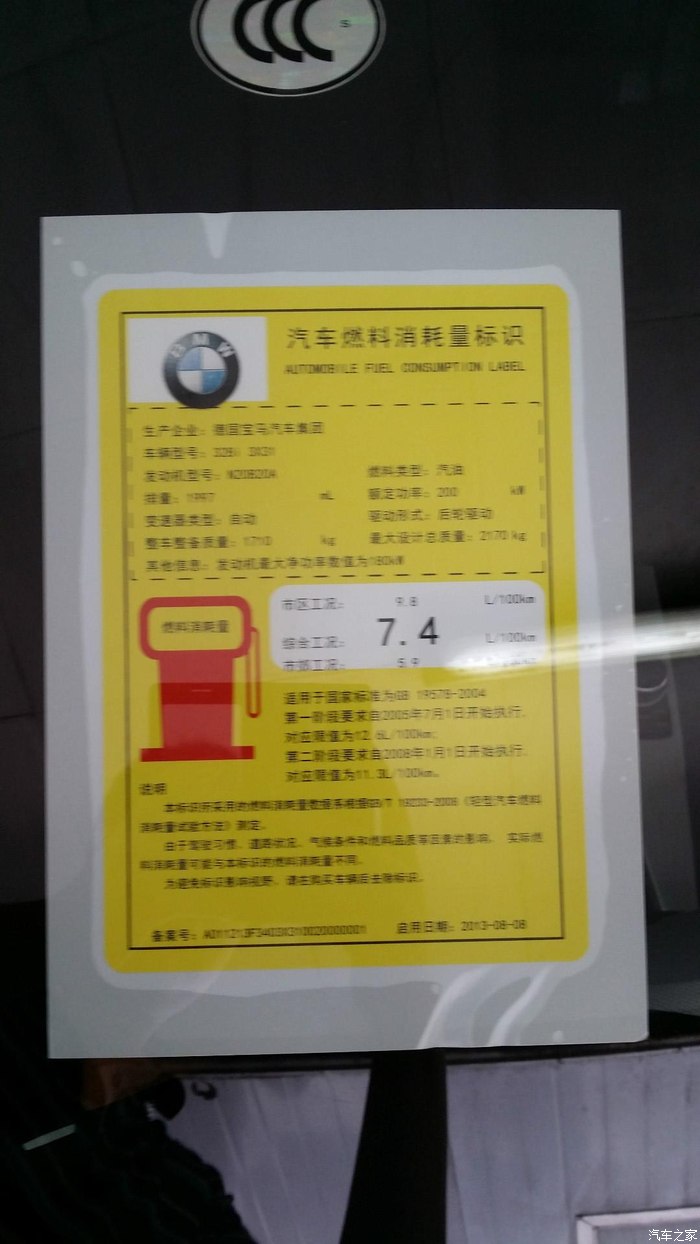 CCC S
BMW
汽车燃料消耗量标识
AUTOMOBILE FUEL CONSUMPTION LABEL
生产企业：德国宝马汽车集团
车辆型号：328i 3X31
发动机型号：N20B20A 燃料类型：汽油
排量：1997 mL 额定功率：200 kW
变速器类型：自动 驱动形式：后轮驱动
整车整备质量：1710 kg 最大设计总质量：2170 kg
其他信息：发动机最大净功率数值为180kW
燃料消耗量
市区工况： 9.8 L/100km
综合工况： 7.4 L/100km
市郊工况： 5.9 L/100km
适用于国家标准为GB 19578-2004
第一阶段要求自2005年7月1日开始执行，
对应限值为12.6L/100km；
第二阶段要求自2008年1月1日开始执行，
对应限值为11.3L/100km。
说明
本标识所采用的燃料消耗量数据系根据GB/T 19233-2008《轻型汽车燃料
消耗量试验方法》测定。
由于驾驶习惯、道路状况、气候条件和燃料品质等因素的影响， 实际燃
料消耗量可能与本标识的燃料消耗量不同。
为避免标识影响视野，请在购买车辆后去除标识。
备案号： 启用日期：2013-08-08
汽车之家